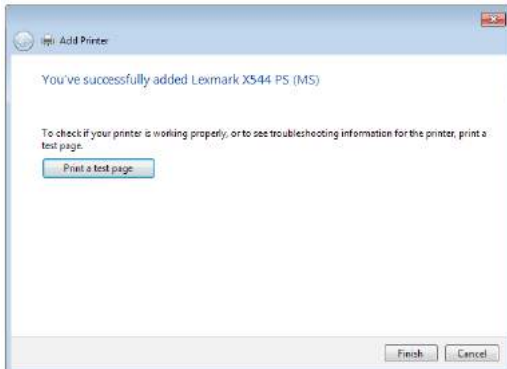 Add Printer
You've successfully added Lexmark X544 PS (MS)
To check if your printer is working properly, or to see troubleshooting information for the printer, print a
test page.
Print a test page
Finish Cancel